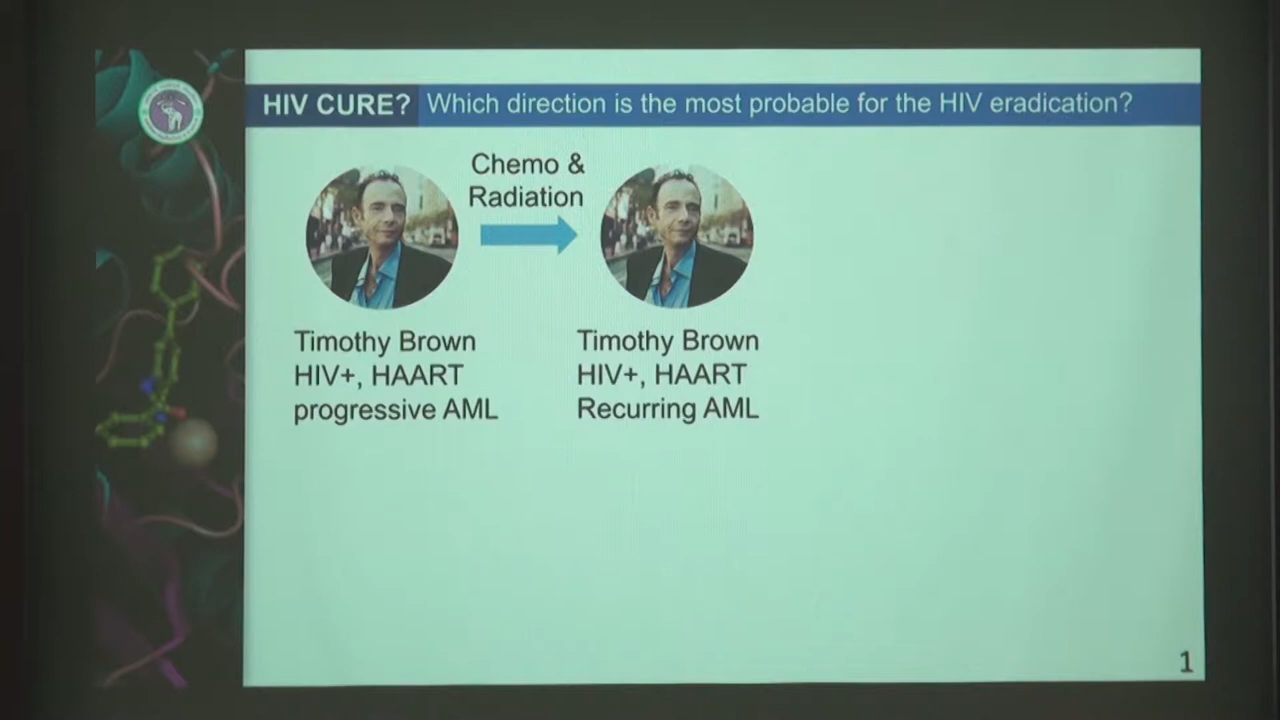 HIV CURE? Which direction is the most probable for the HIV eradication?
Chemo &
Radiation
Timothy Brown
HIV+, HAART
progressive AML
Timothy Brown
HIV+, HAART
Recurring AML
1